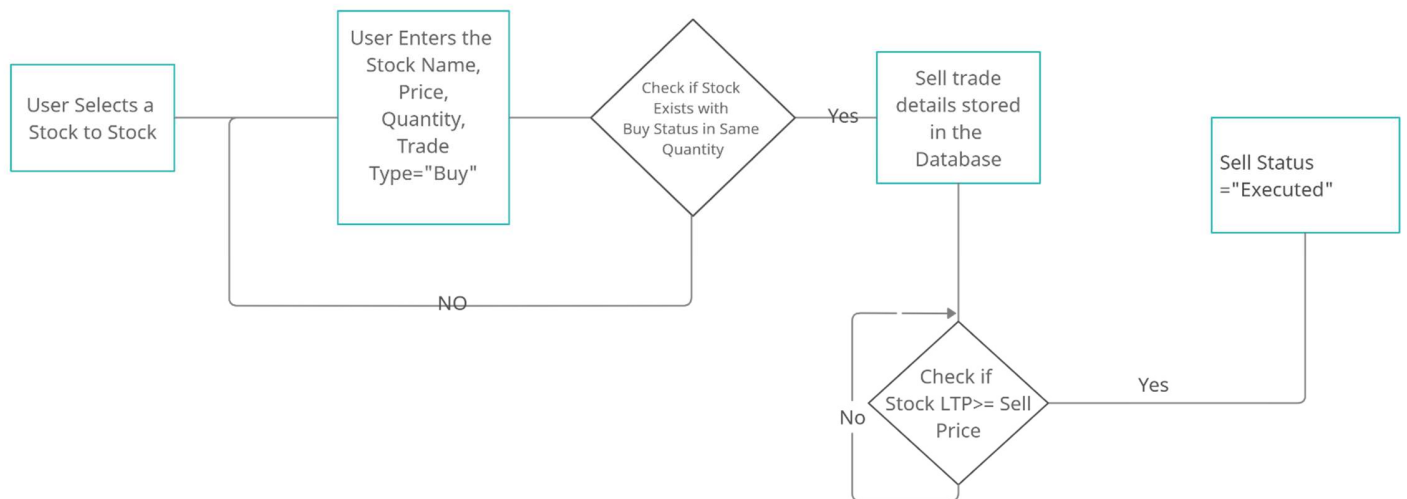 User Selects a
Stock to Stock
User Enters the
Stock Name,
Price,
Quantity,
Trade
Type="Buy"
Check if Stock
Exists with
Buy Status in Same
Quantity
Yes
Sell trade
details stored
in the
Database
Sell Status
="Executed"
NO
Check if
Stock LTP>= Sell
Price
Yes
No